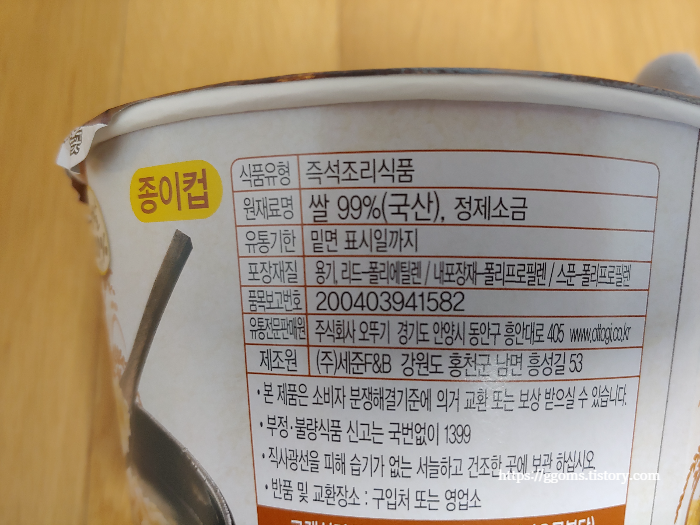 종이컵
식품유형 즉석조리식품
원재료명 쌀 99%(국산), 정제소금
유통기한 밑면 표시일까지
포장재질 용기, 리드-폴리에틸렌 / 내포장재-폴리프로필렌 / 스푼-폴리프로필렌
품목보고번호 200403941582
유통전문판매원 주식회사 오뚜기 경기도 안양시 동안구 흥안대로 405 www.ottogi.co.kr
제조원 (주)세준F&B 강원도 홍천군 남면 홍성길 53
• 본 제품은 소비자 분쟁해결기준에 의거 교환 또는 보상 받으실 수 있습니다.
• 부정·불량식품 신고는 국번없이 1399
• 직사광선을 피해 습기가 없는 서늘하고 건조한 곳에 보관 하십시오.
https://ggoms.tistory.com
• 반품 및 교환장소 : 구입처 또는 영업소